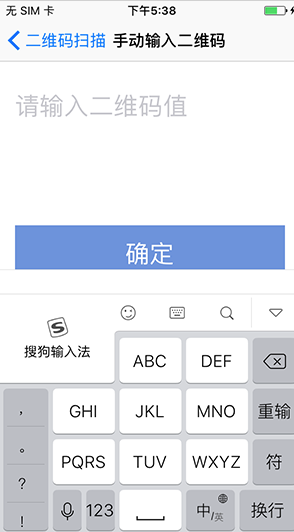 无 SIM 卡 下午5:38
二维码扫描 手动输入二维码
请输入二维码值
确定
S
搜狗输入法 ABC DEF
， GHI JKL MNO 重输
。 PQRS TUV WXYZ 符
？
！ 123 中/英 换行